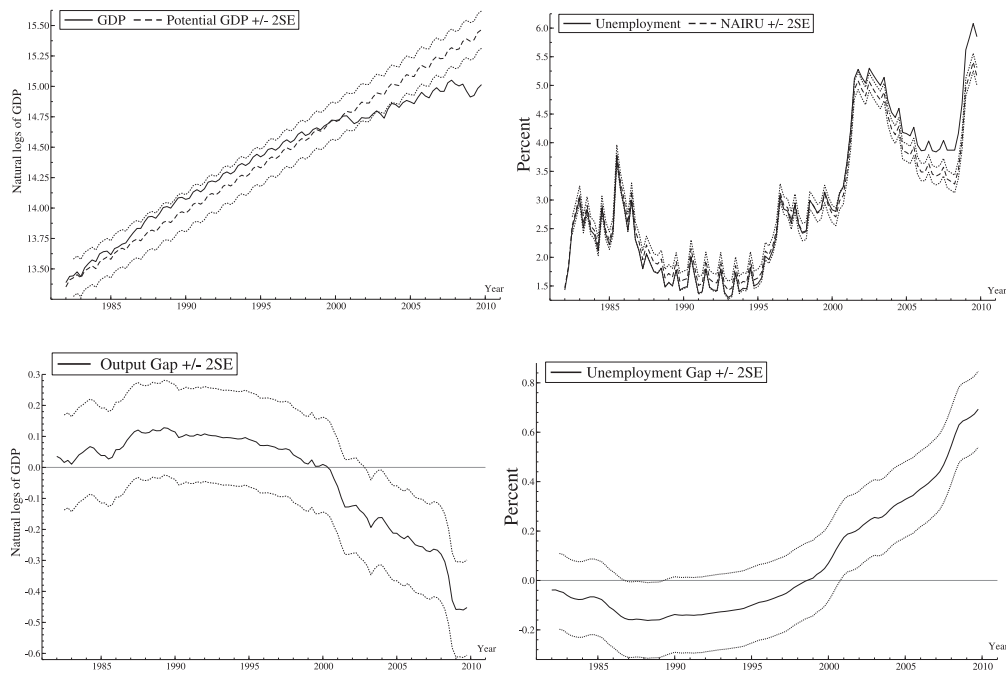 GDP Potential GDP +/- 2SE
Natural logs of GDP
15.50
15.25
15.00
14.75
14.50
14.25
14.00
13.75
13.50
1985 1990 1995 2000 2005 2010
Year
Unemployment NAIRU +/- 2SE
Percent
6.0
5.5
5.0
4.5
4.0
3.5
3.0
2.5
2.0
1.5
1985 1990 1995 2000 2005 2010
Year
Output Gap +/- 2SE
Natural logs of GDP
0.3
0.2
0.1
0.0
-0.1
-0.2
-0.3
-0.4
-0.5
-0.6
1985 1990 1995 2000 2005 2010
Year
Unemployment Gap +/- 2SE
Percent
0.8
0.6
0.4
0.2
0.0
-0.2
1985 1990 1995 2000 2005 2010
Year